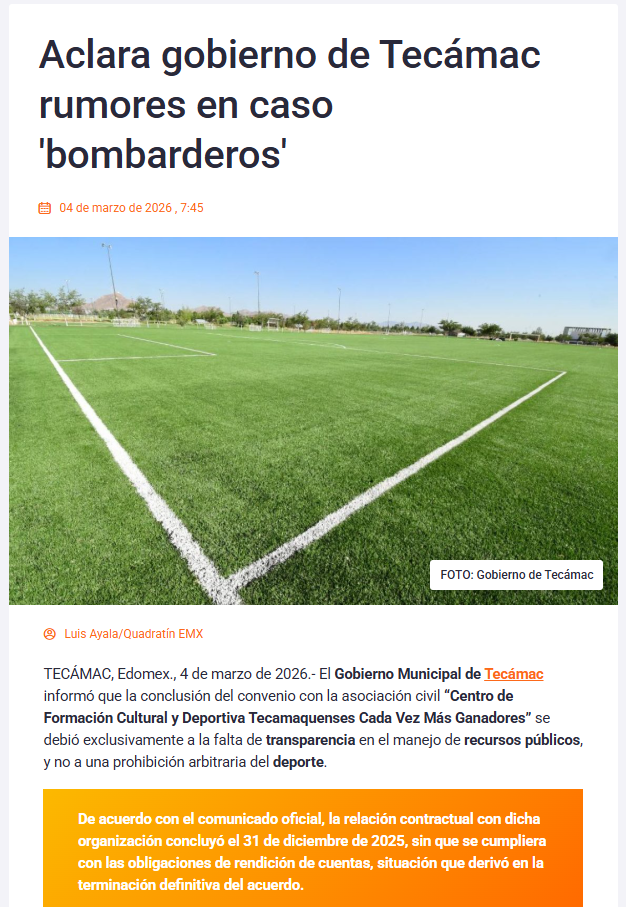 Aclara gobierno de Tecámac
rumores en caso
'bombarderos'
04 de marzo de 2026 , 7:45
FOTO: Gobierno de Tecámac
Luis Ayala/Quadratín EMX
TECÁMAC, Edomex., 4 de marzo de 2026.- El Gobierno Municipal de Tecámac
informó que la conclusión del convenio con la asociación civil “Centro de
Formación Cultural y Deportiva Tecamaquenses Cada Vez Más Ganadores” se
debió exclusivamente a la falta de transparencia en el manejo de recursos públicos,
y no a una prohibición arbitraria del deporte.
De acuerdo con el comunicado oficial, la relación contractual con dicha
organización concluyó el 31 de diciembre de 2025, sin que se cumpliera
con las obligaciones de rendición de cuentas, situación que derivó en la
terminación definitiva del acuerdo.